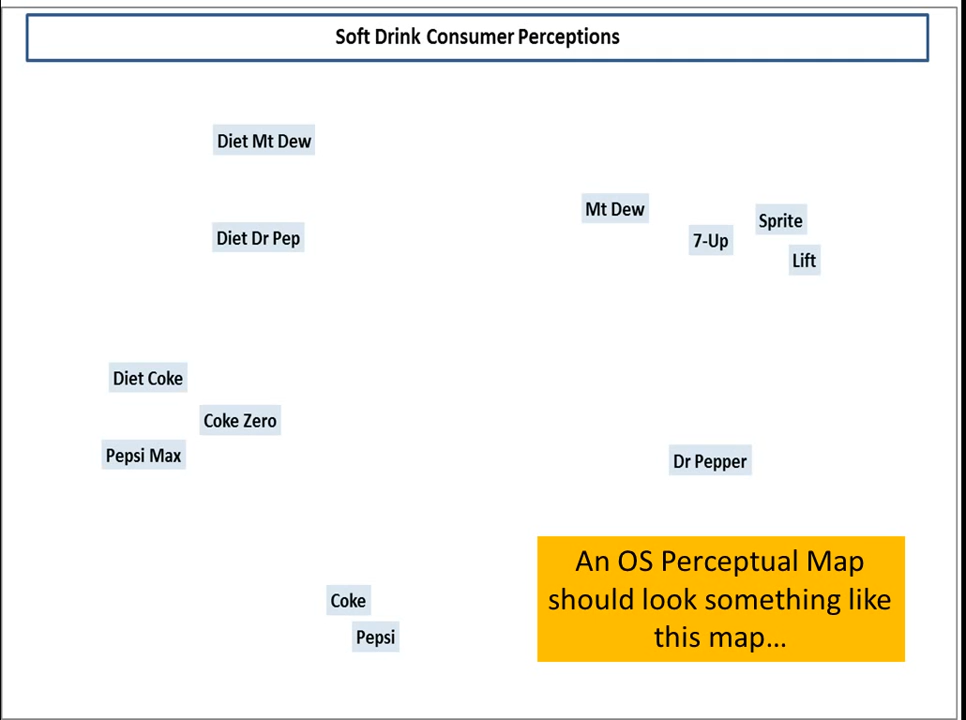 Soft Drink Consumer Perceptions
Diet Mt Dew
Mt Dew
Sprite
Diet Dr Pep
7-Up
Lift
Diet Coke
Coke Zero
Pepsi Max
Dr Pepper
Coke
Pepsi
An OS Perceptual Map
should look something like
this map...